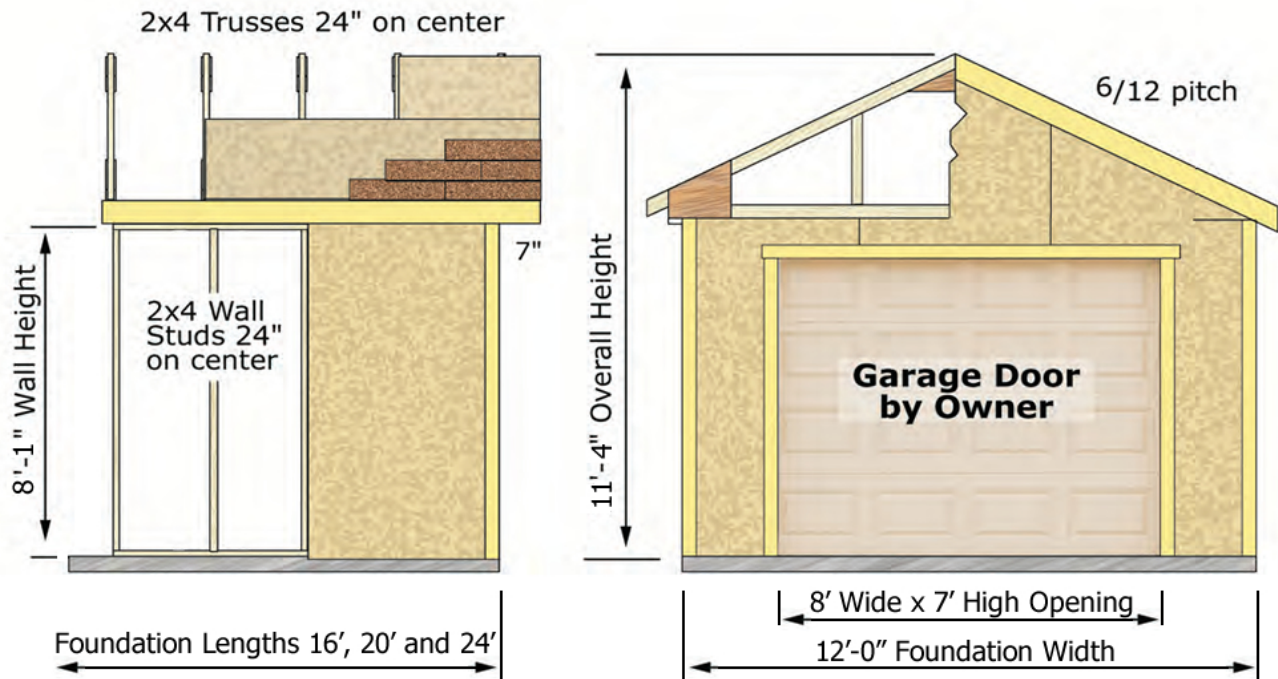 2x4 Trusses 24" on center
8'-1" Wall Height
2x4 Wall
Studs 24"
on center
7"
Foundation Lengths 16’, 20’ and 24’
6/12 pitch
11'-4" Overall Height
Garage Door
by Owner
8’ Wide x 7’ High Opening
12’-0” Foundation Width